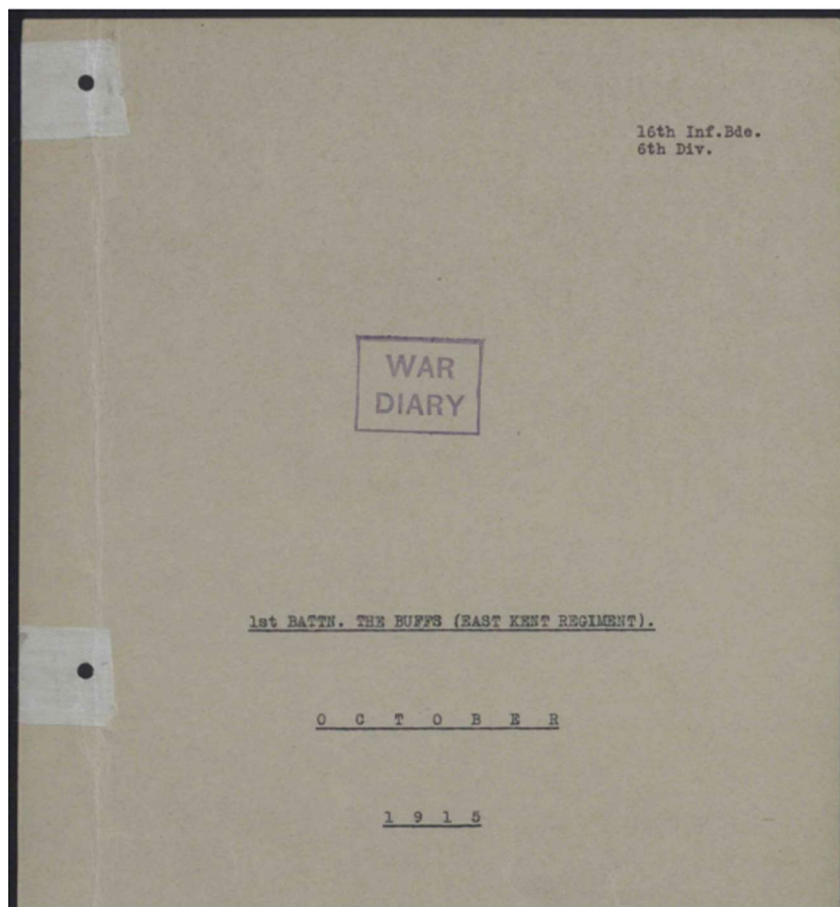 16th Inf.Bde.
6th Div.
WAR
DIARY
1st BATTN. THE BUFFS (EAST KENT REGIMENT).
O C T O B E R
1 9 1 5